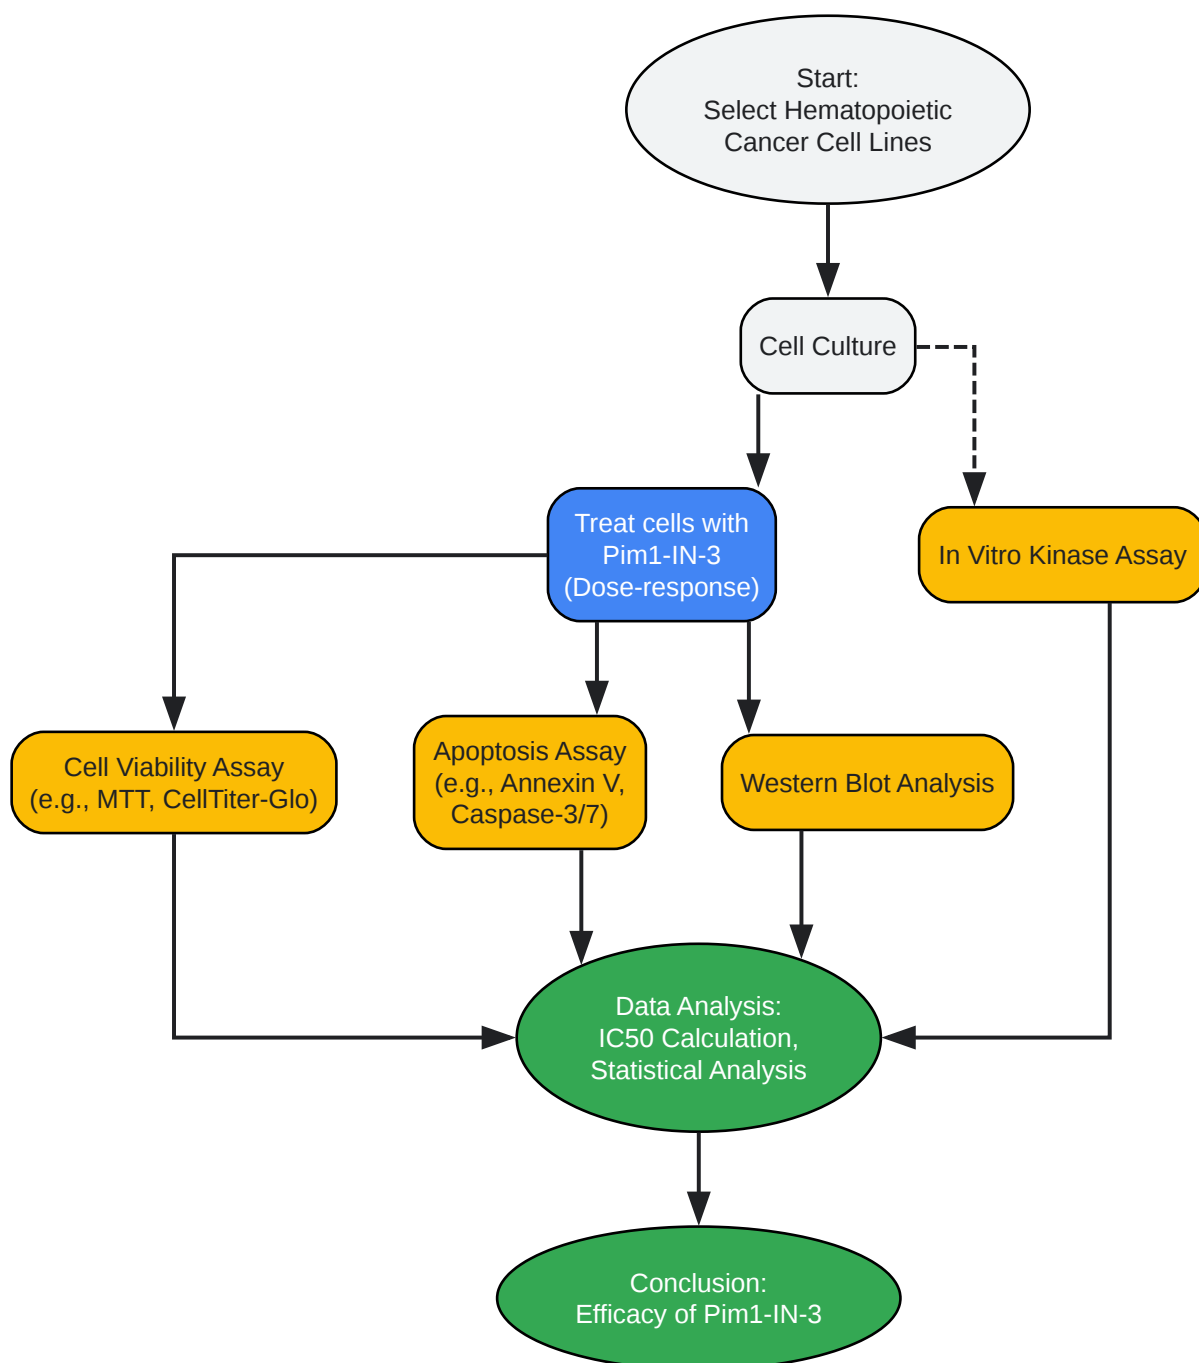 Start:
Select Hematopoietic
Cancer Cell Lines
Cell Culture
Treat cells with
Pim1-IN-3
(Dose-response)
In Vitro Kinase Assay
Cell Viability Assay
(e.g., MTT, CellTiter-Glo)
Apoptosis Assay
(e.g., Annexin V,
Caspase-3/7)
Western Blot Analysis
Data Analysis:
IC50 Calculation,
Statistical Analysis
Conclusion:
Efficacy of Pim1-IN-3